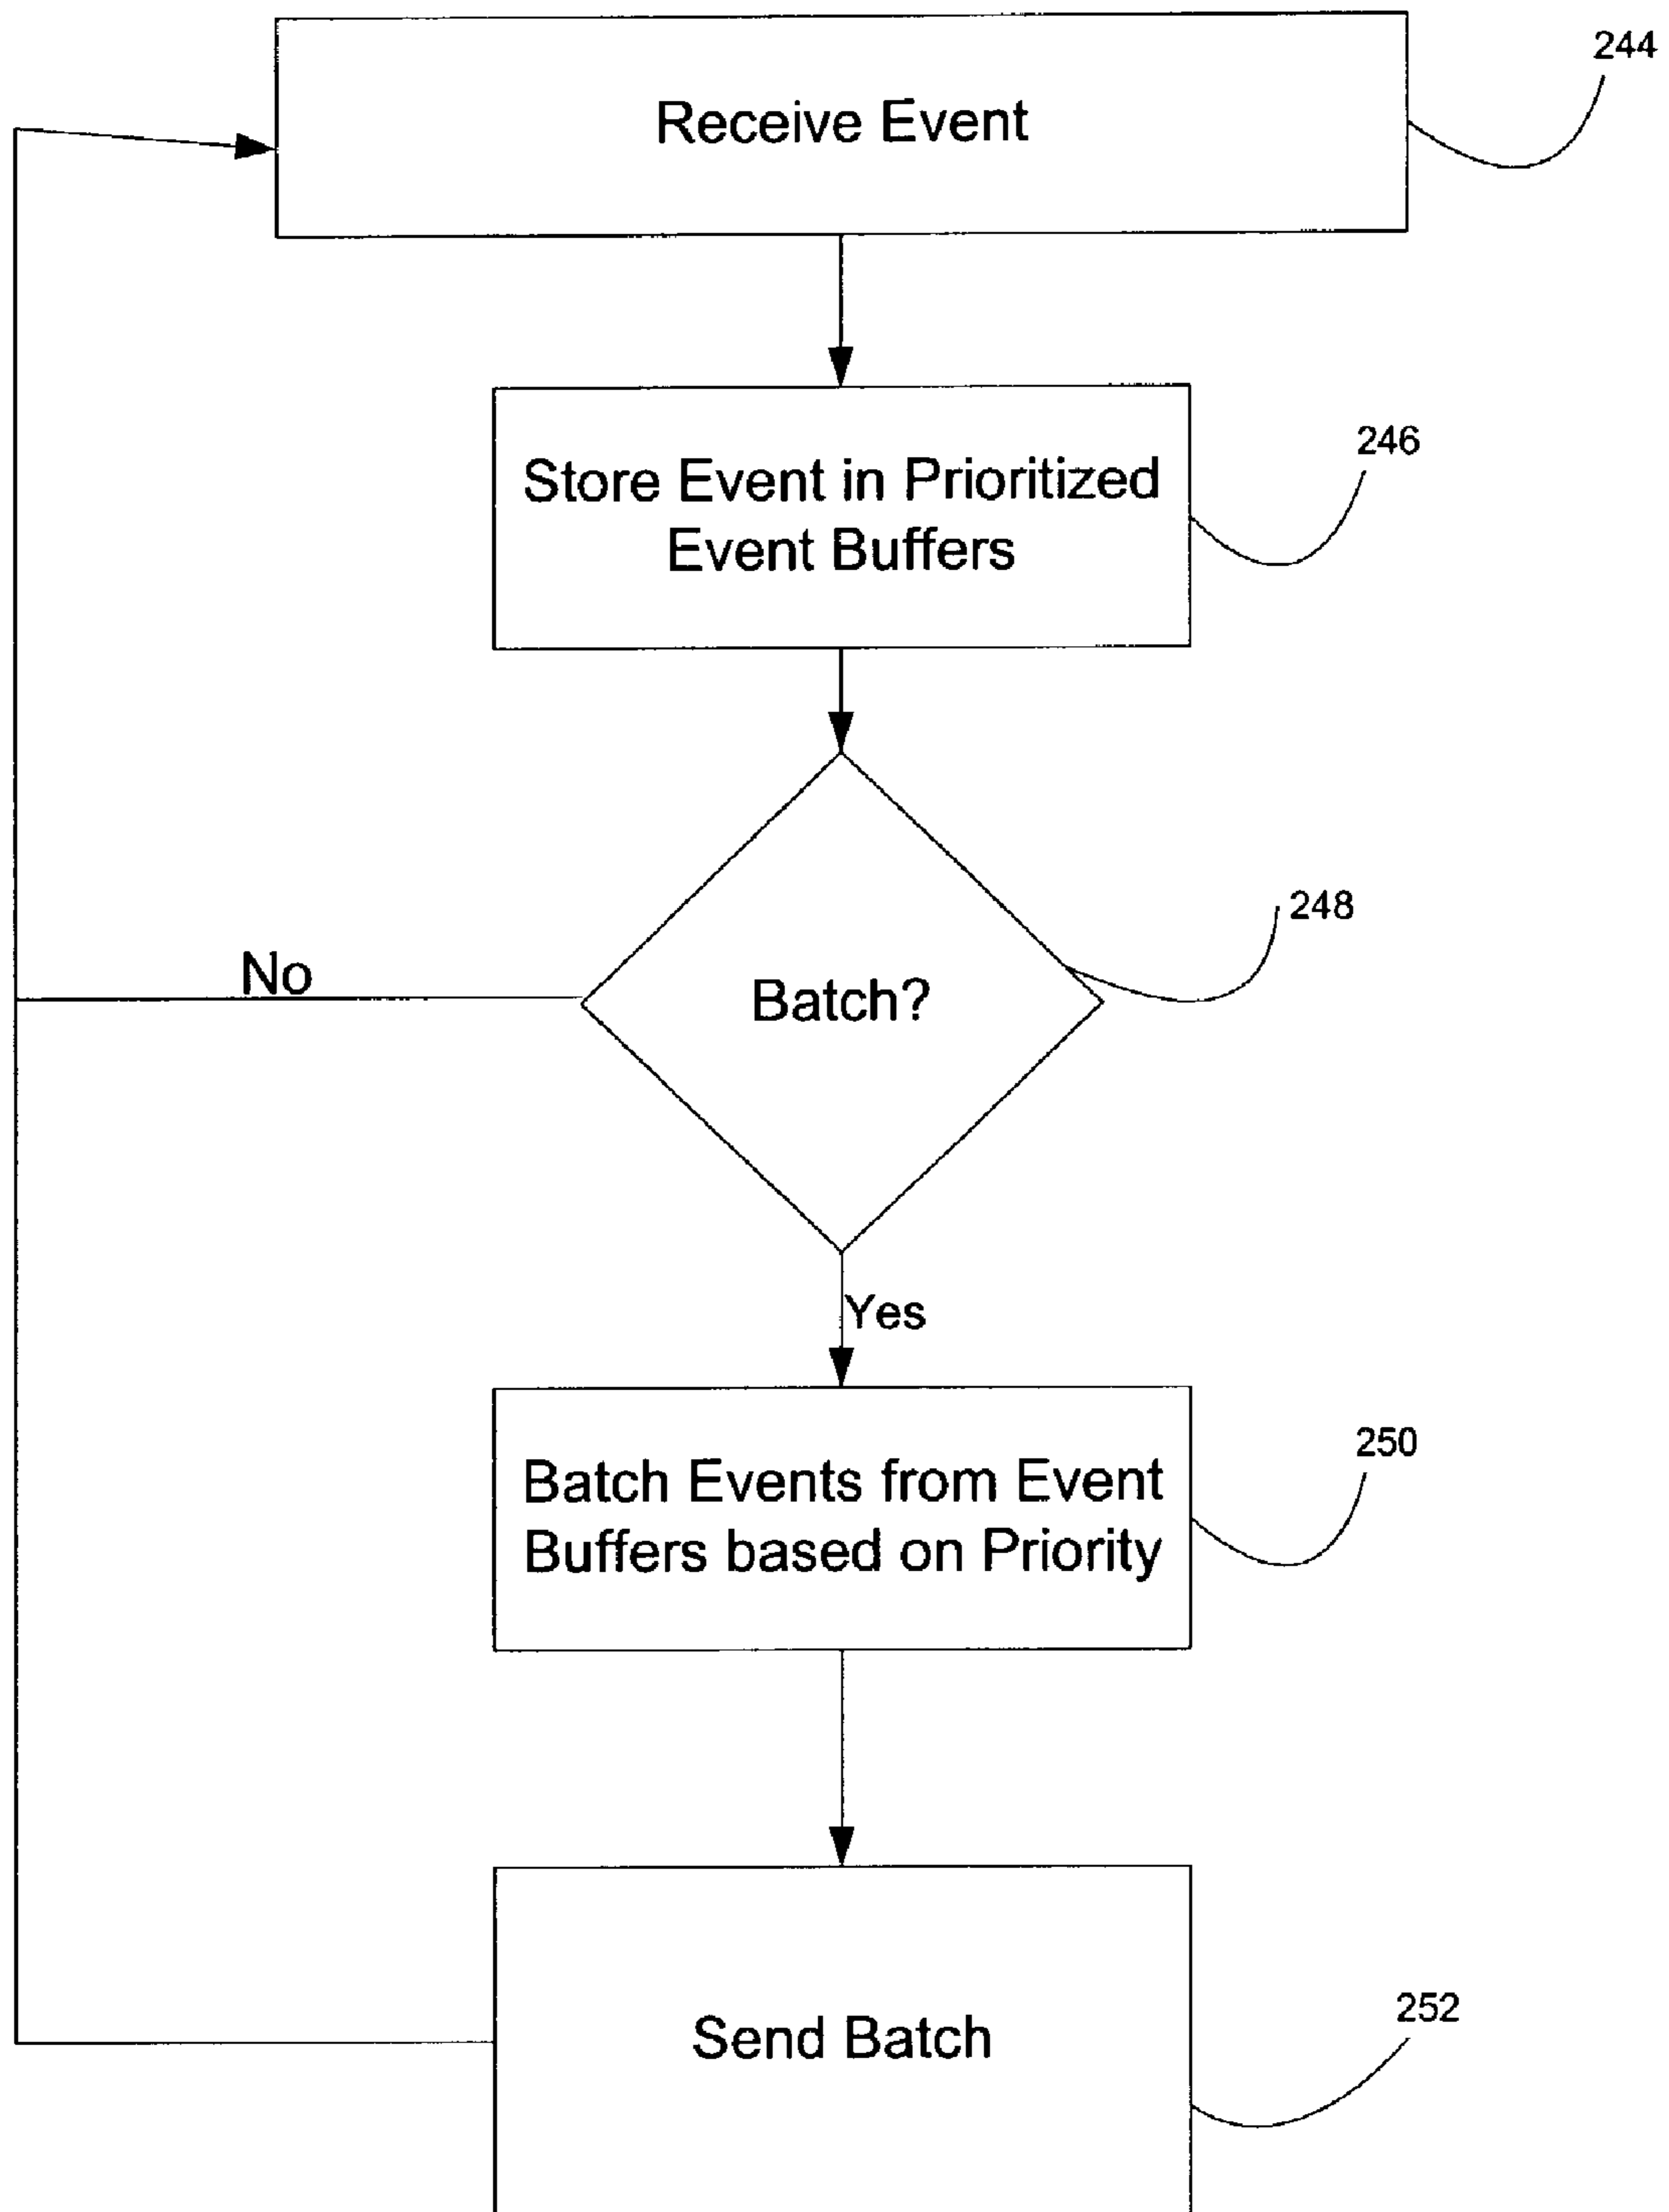 244
Receive Event
246
Store Event in Prioritized
Event Buffers
248
No
Batch?
Yes
250
Batch Events from Event
Buffers based on Priority
252
Send Batch